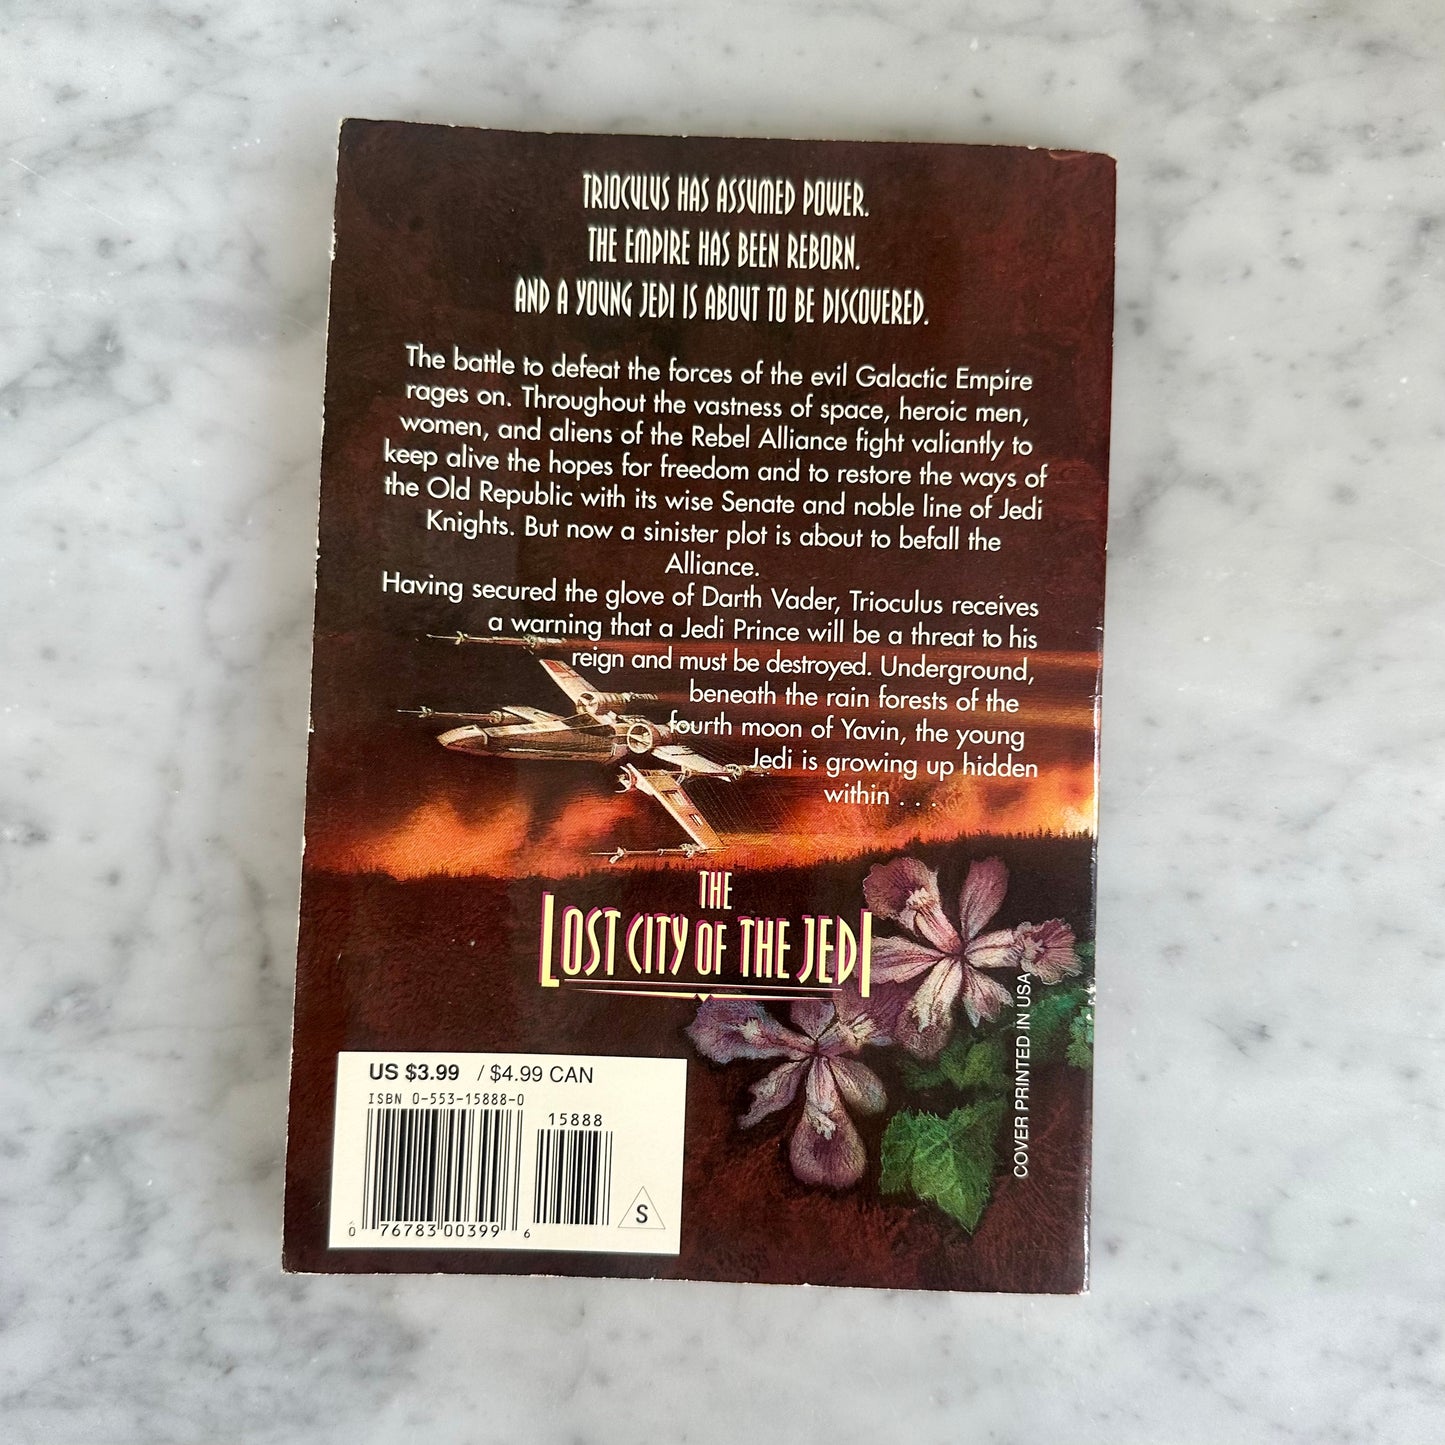 TRIOCULUS HAS ASSUMED POWER.
THE EMPIRE HAS BEEN REBORN.
AND A YOUNG JEDI IS ABOUT TO BE DISCOVERED.
The battle to defeat the forces of the evil Galactic Empire
rages on. Throughout the vastness of space, heroic men,
women, and aliens of the Rebel Alliance fight valiantly to
keep alive the hopes for freedom and to restore the ways of
the Old Republic with its wise Senate and noble line of Jedi
Knights. But now a sinister plot is about to befall the
Alliance.
Having secured the glove of Darth Vader, Trioculus receives
a warning that a Jedi Prince will be a threat to his
reign and must be destroyed. Underground,
beneath the rain forests of the
fourth moon of Yavin, the young
Jedi is growing up hidden
within . . .
THE
LOST CITY OF THE JEDI
COVER PRINTED IN USA
US $3.99 / $4.99 CAN
ISBN 0-553-15888-0
15888
0 76783 00399 6
S